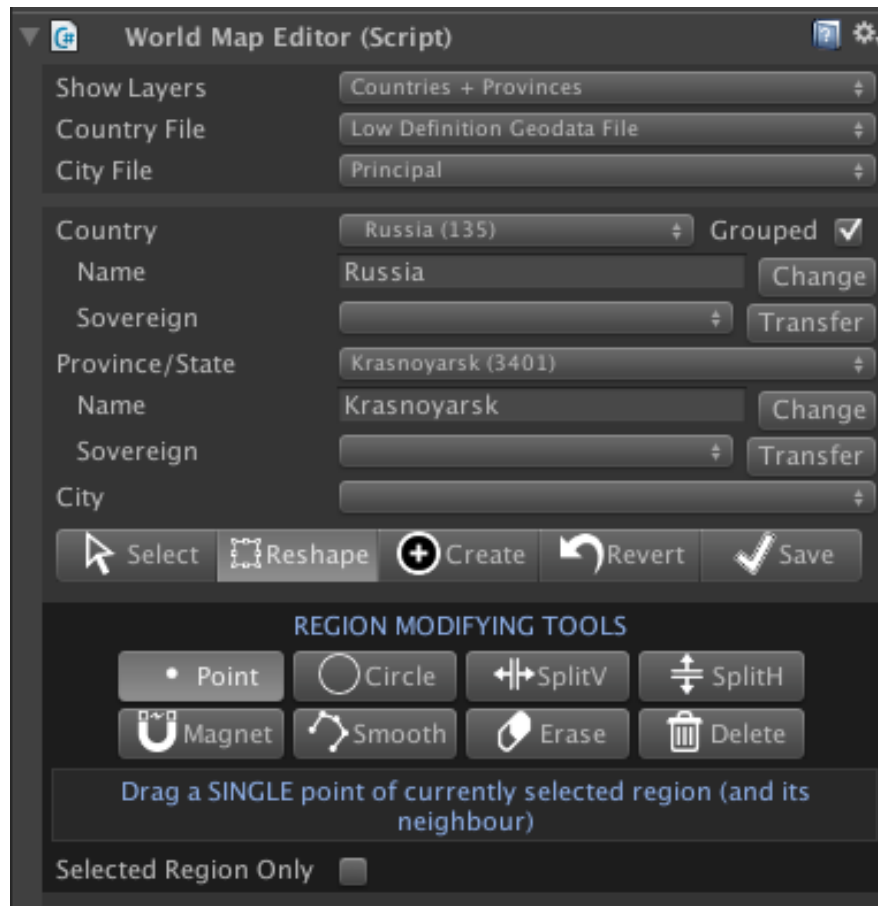 World Map Editor (Script)
Show Layers Countries + Provinces
Country File Low Definition Geodata File
City File Principal
Country Russia (135) Grouped
Name Russia Change
Sovereign Transfer
Province/State Krasnoyarsk (3401)
Name Krasnoyarsk Change
Sovereign Transfer
City
Select Reshape Create Revert Save
REGION MODIFYING TOOLS
Point Circle SplitV SplitH
Magnet Smooth Erase Delete
Drag a SINGLE point of currently selected region (and its
neighbour)
Selected Region Only